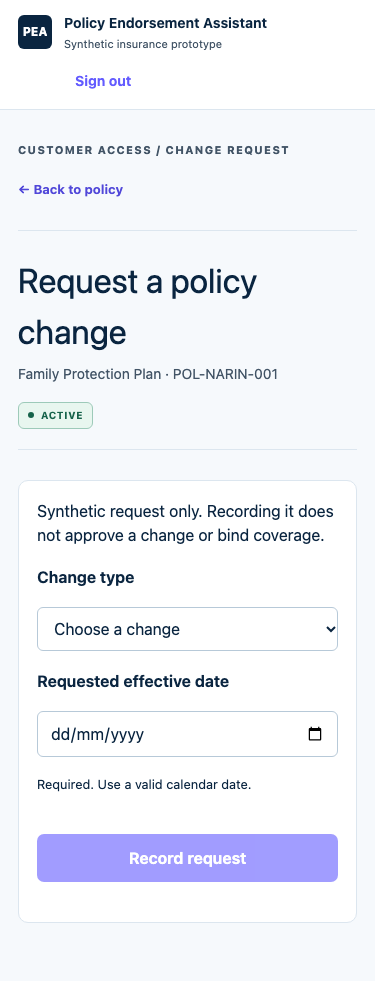 PEA
Policy Endorsement Assistant
Synthetic insurance prototype
Sign out
CUSTOMER ACCESS / CHANGE REQUEST
← Back to policy
Request a policy
change
Family Protection Plan · POL-NARIN-001
ACTIVE
Synthetic request only. Recording it does
not approve a change or bind coverage.
Change type
Choose a change
Requested effective date
dd/mm/yyyy
Required. Use a valid calendar date.
Record request